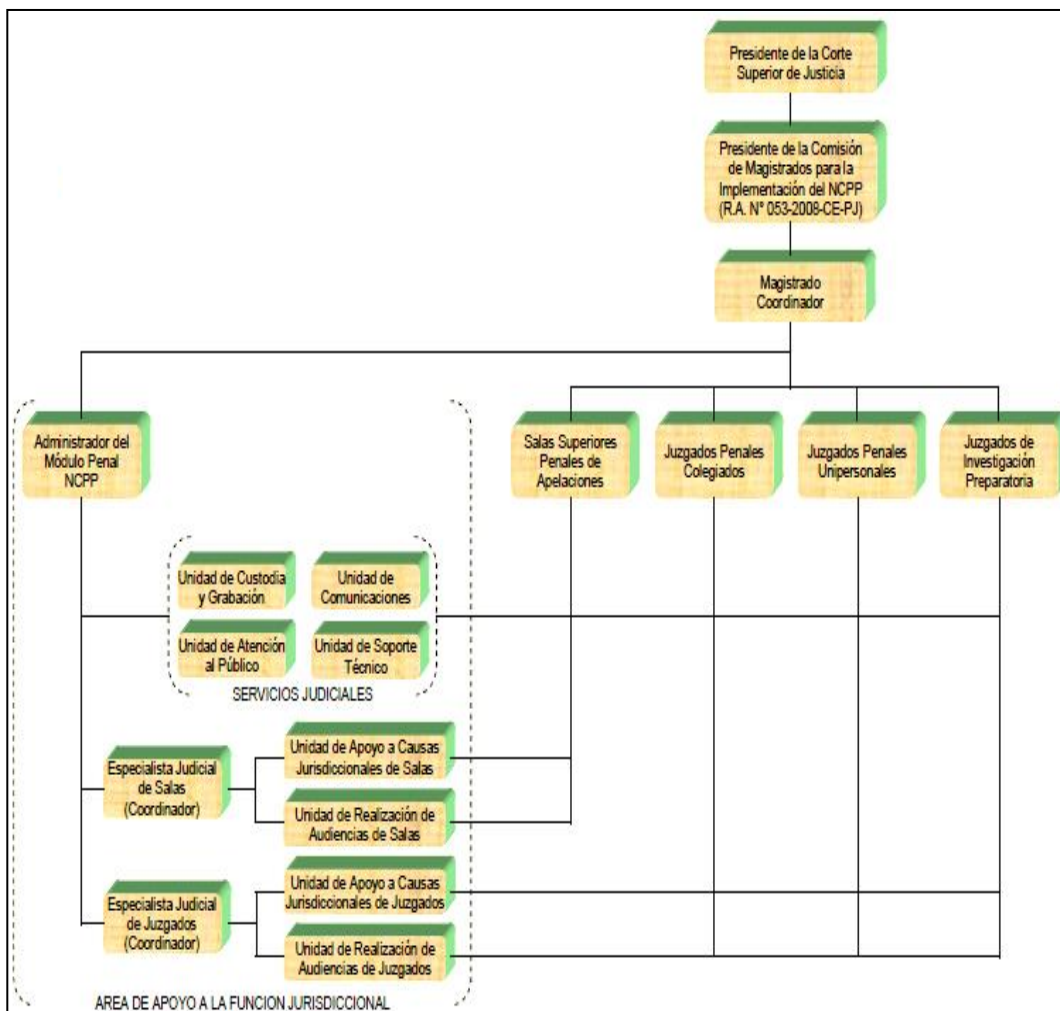 Presidente de la Corte
Superior de Justicia
Presidente de la Comisión
de Magistrados para la
Implementación del NCPP
(R.A. N° 053-2008-CE-PJ)
Magistrado
Coordinador
Administrador del
Módulo Penal
NCPP
Salas Superiores
Penales de
Apelaciones
Juzgados Penales
Colegiados
Juzgados Penales
Unipersonales
Juzgados de
Investigación
Preparatoria
Unidad de Custodia
y Grabación
Unidad de
Comunicaciones
Unidad de Atención
al Público
Unidad de Soporte
Técnico
SERVICIOS JUDICIALES
Especialista Judicial
de Salas
(Coordinador)
Unidad de Apoyo a Causas
Jurisdiccionales de Salas
Unidad de Realización de
Audiencias de Salas
Especialista Judicial
de Juzgados
(Coordinador)
Unidad de Apoyo a Causas
Jurisdiccionales de Juzgados
Unidad de Realización de
Audiencias de Juzgados
AREA DE APOYO A LA FUNCION JURISDICCIONAL